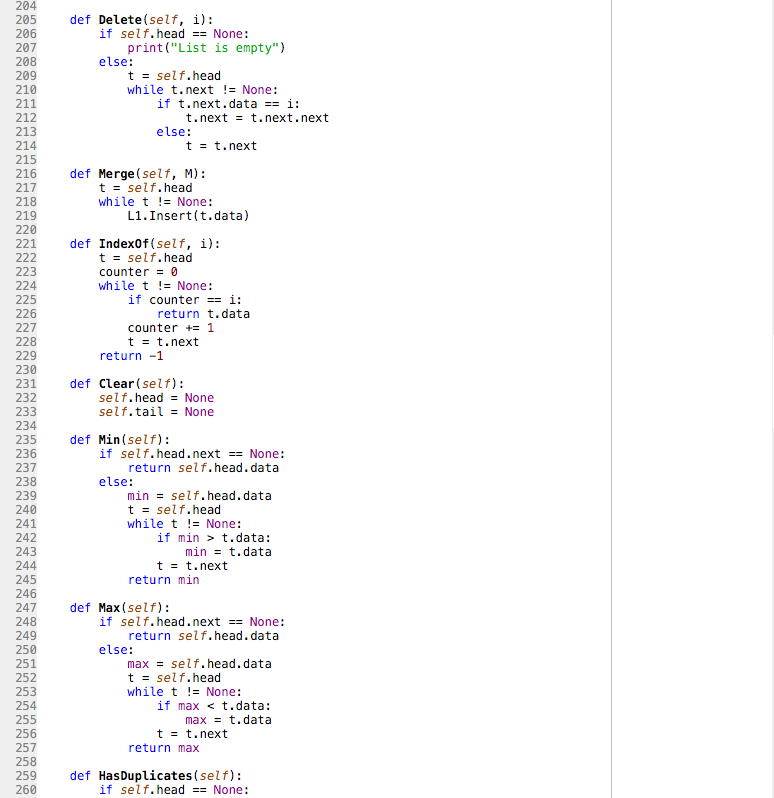 204
205     def Delete(self, i):
206         if self.head == None:
207             print("List is empty")
208         else:
209             t = self.head
210             while t.next != None:
211                 if t.next.data == i:
212                     t.next = t.next.next
213                 else:
214                     t = t.next
215
216     def Merge(self, M):
217         t = self.head
218         while t != None:
219             L1.Insert(t.data)
220
221     def IndexOf(self, i):
222         t = self.head
223         counter = 0
224         while t != None:
225             if counter == i:
226                 return t.data
227             counter += 1
228             t = t.next
229         return -1
230
231     def Clear(self):
232         self.head = None
233         self.tail = None
234
235     def Min(self):
236         if self.head.next == None:
237             return self.head.data
238         else:
239             min = self.head.data
240             t = self.head
241             while t != None:
242                 if min > t.data:
243                     min = t.data
244                 t = t.next
245             return min
246
247     def Max(self):
248         if self.head.next == None:
249             return self.head.data
250         else:
251             max = self.head.data
252             t = self.head
253             while t != None:
254                 if max < t.data:
255                     max = t.data
256                 t = t.next
257             return max
258
259     def HasDuplicates(self):
260         if self.head == None: